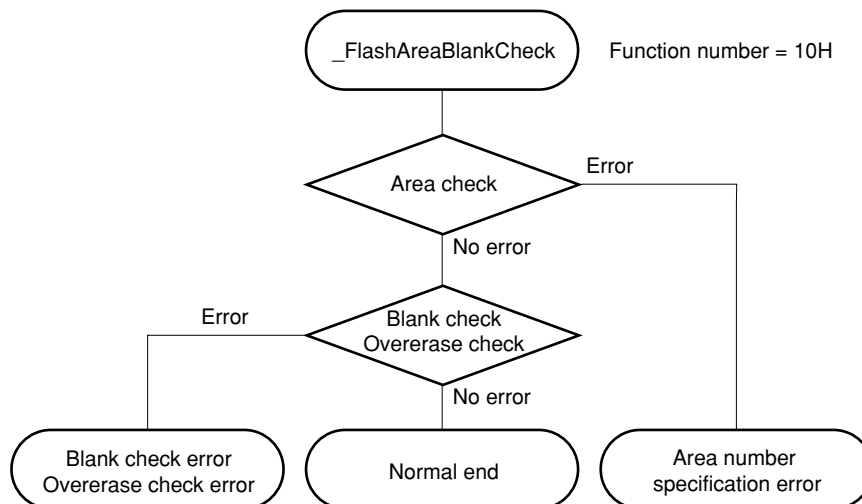 _FlashAreaBlankCheck
Function number = 10H
Area check
Error
No error
Error
Blank check
Overerase check
No error
Blank check error
Overerase check error
Normal end
Area number
specification error